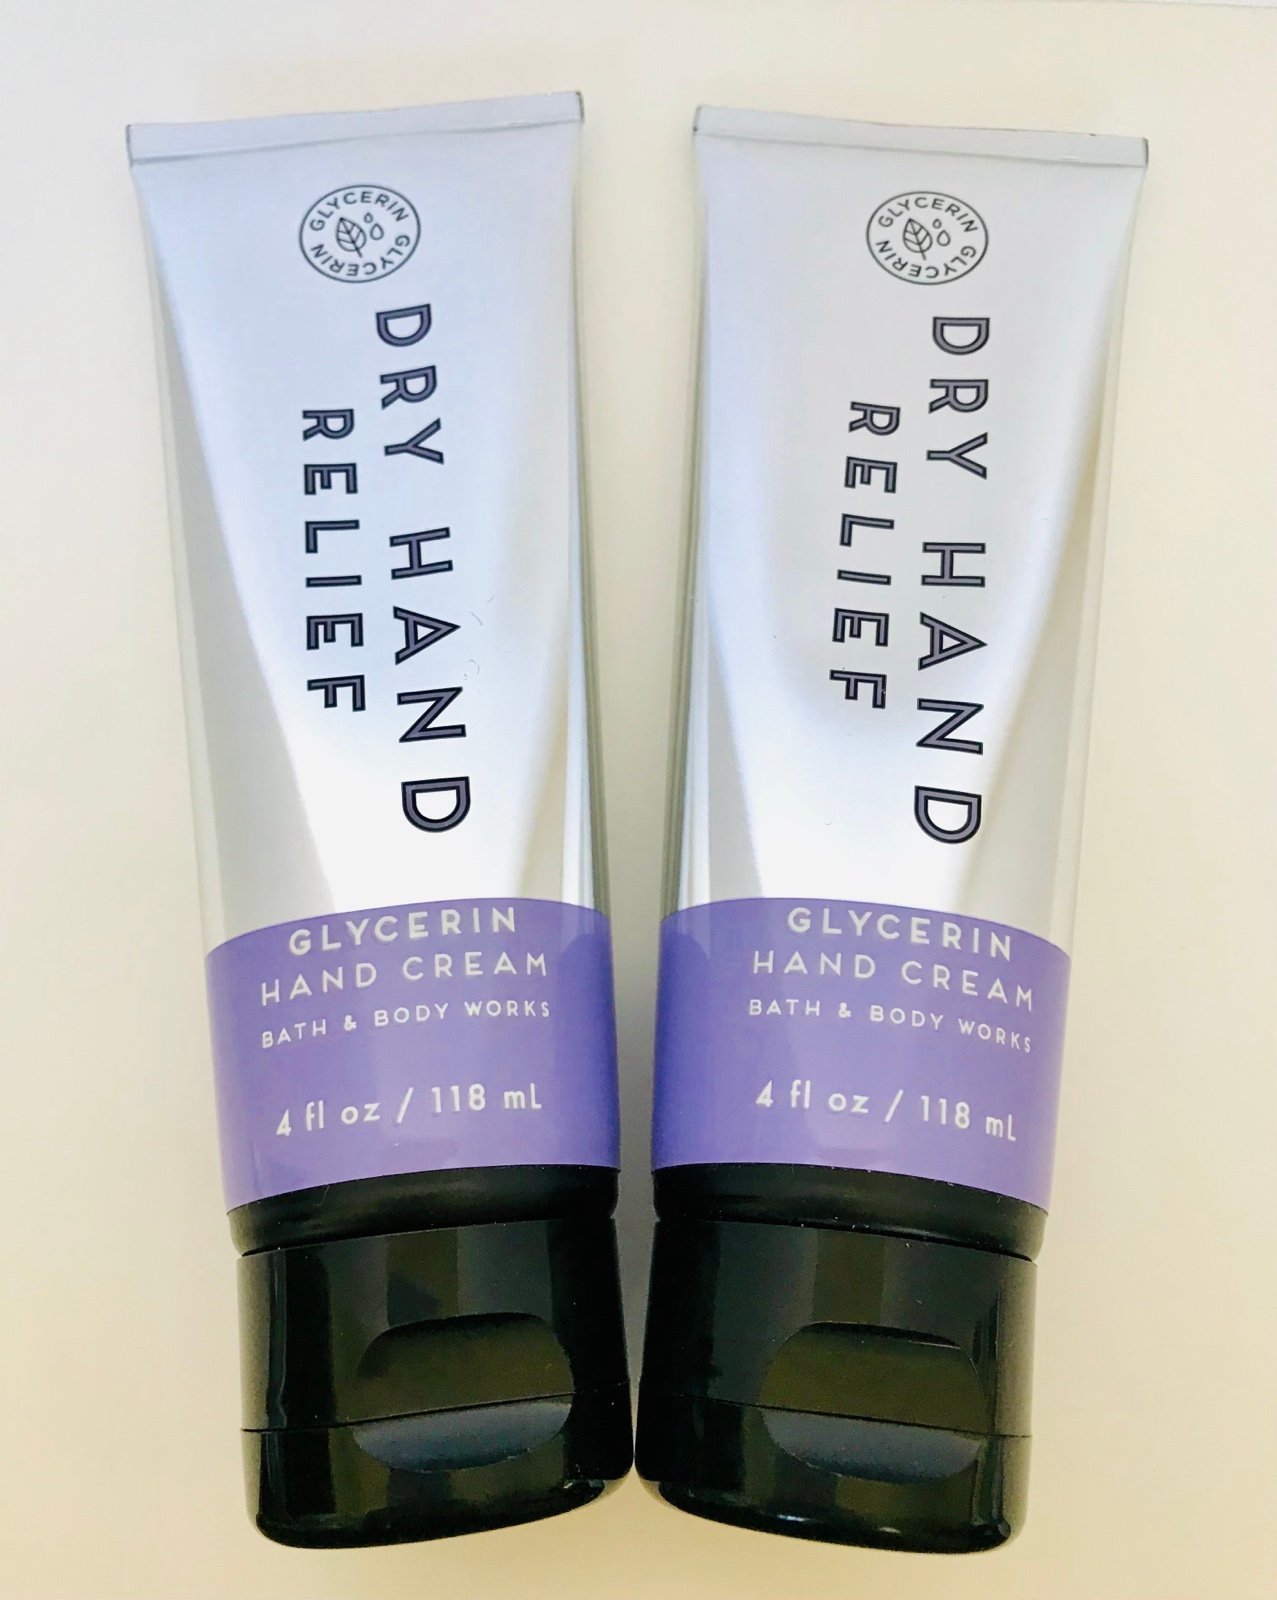 GLYCERIN GLYCERIN
DRY HAND
RELIEF
GLYCERIN
HAND CREAM
BATH & BODY WORKS
4 fl oz / 118 mL
GLYCERIN GLYCERIN
DRY HAND
RELIEF
GLYCERIN
HAND CREAM
BATH & BODY WORKS
4 fl oz / 118 mL